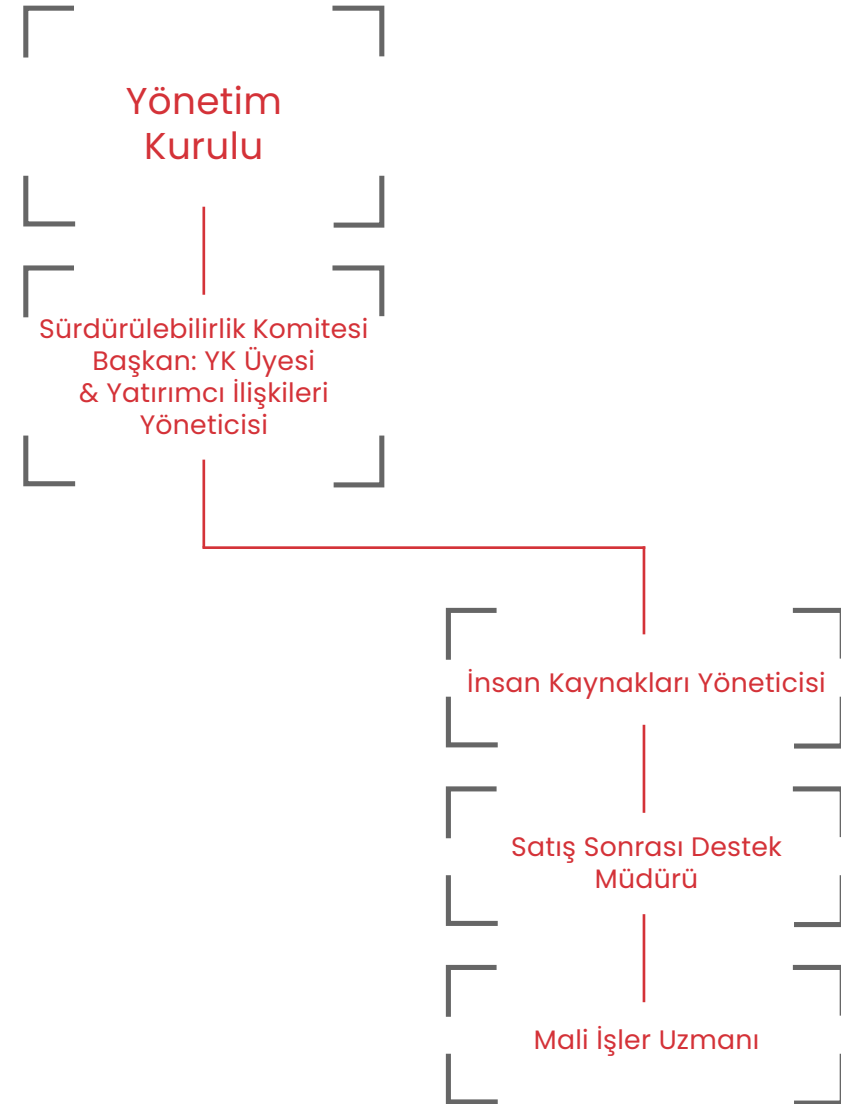 Yönetim
Kurulu
Sürdürülebilirlik Komitesi
Başkan: YK Üyesi
& Yatırımcı İlişkileri
Yöneticisi
İnsan Kaynakları Yöneticisi
Satış Sonrası Destek
Müdürü
Mali İşler Uzmanı